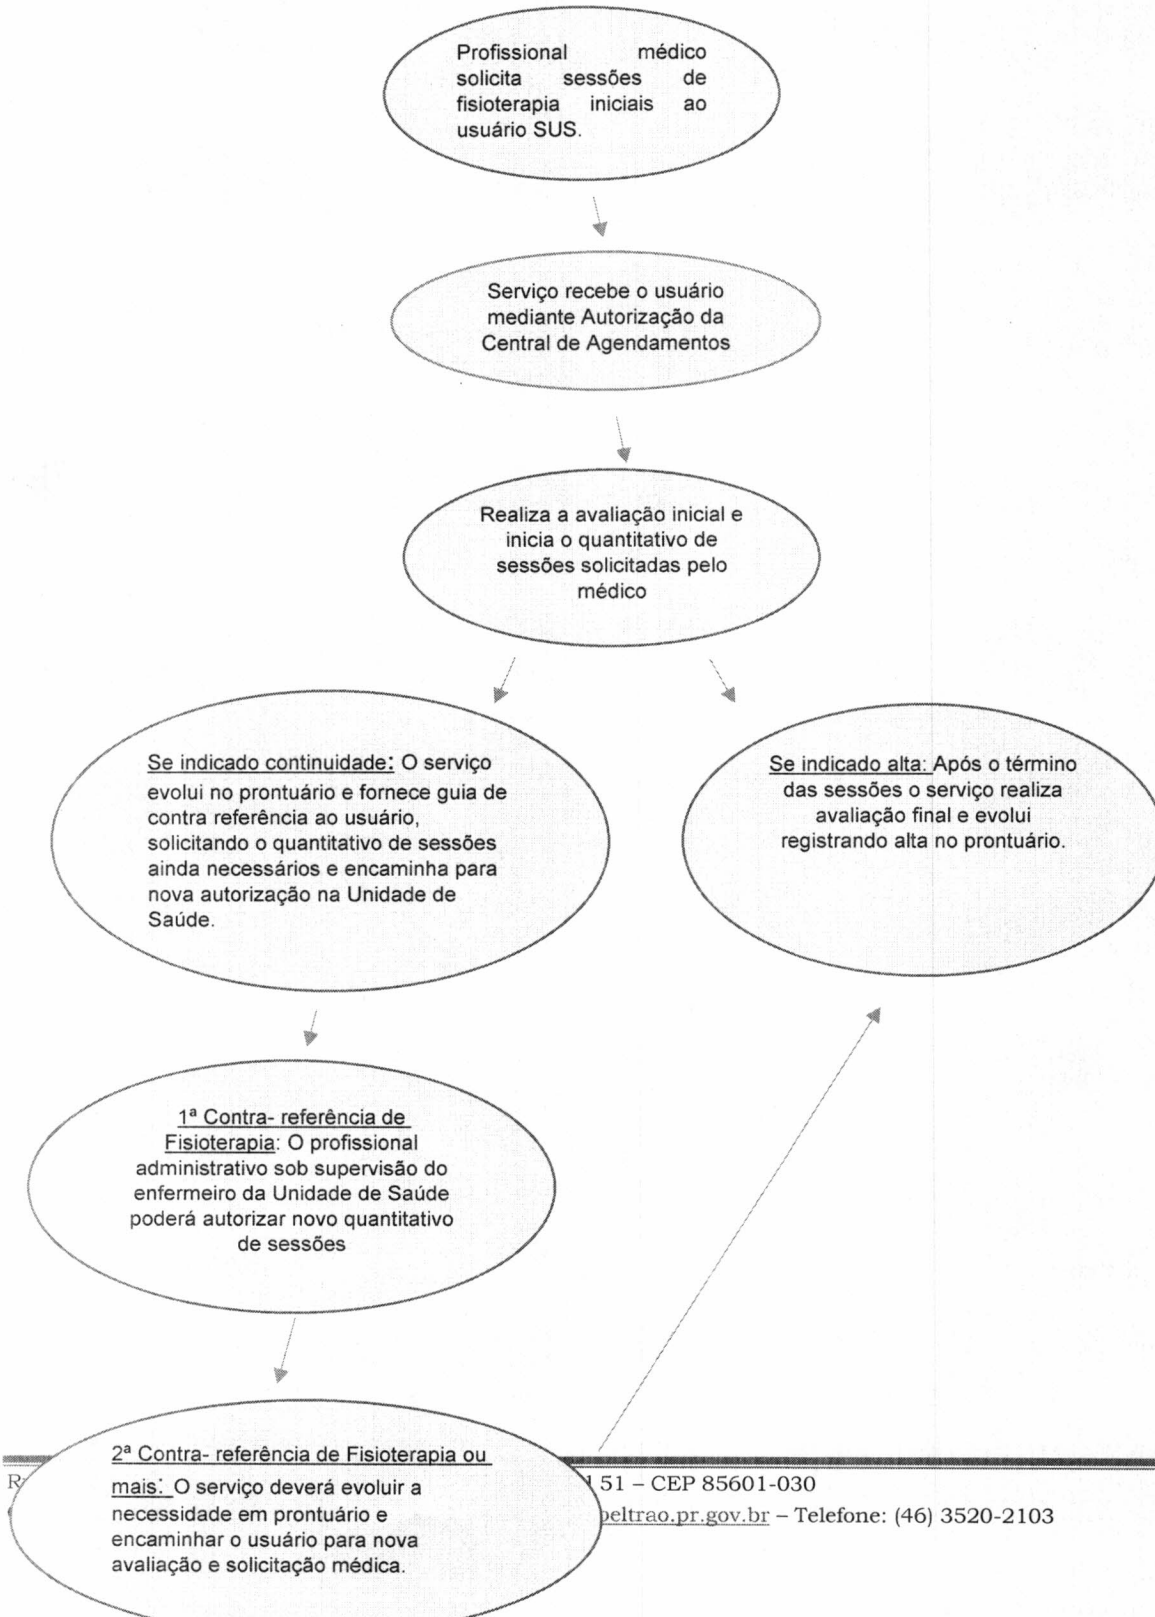 Profissional médico
solicita sessões de
fisioterapia iniciais ao
usuário SUS.
Serviço recebe o usuário
mediante Autorização da
Central de Agendamentos
Realiza a avaliação inicial e
inicia o quantitativo de
sessões solicitadas pelo
médico
Se indicado continuidade: O serviço
evolui no prontuário e fornece guia de
contra referência ao usuário,
solicitando o quantitativo de sessões
ainda necessários e encaminha para
nova autorização na Unidade de
Saúde.
Se indicado alta: Após o término
das sessões o serviço realiza
avaliação final e evolui
registrando alta no prontuário.
1ª Contra- referência de
Fisioterapia: O profissional
administrativo sob supervisão do
enfermeiro da Unidade de Saúde
poderá autorizar novo quantitativo
de sessões
2ª Contra- referência de Fisioterapia ou
mais: O serviço deverá evoluir a
necessidade em prontuário e
encaminhar o usuário para nova
avaliação e solicitação médica.
51 – CEP 85601-030
beltrao.pr.gov.br – Telefone: (46) 3520-2103